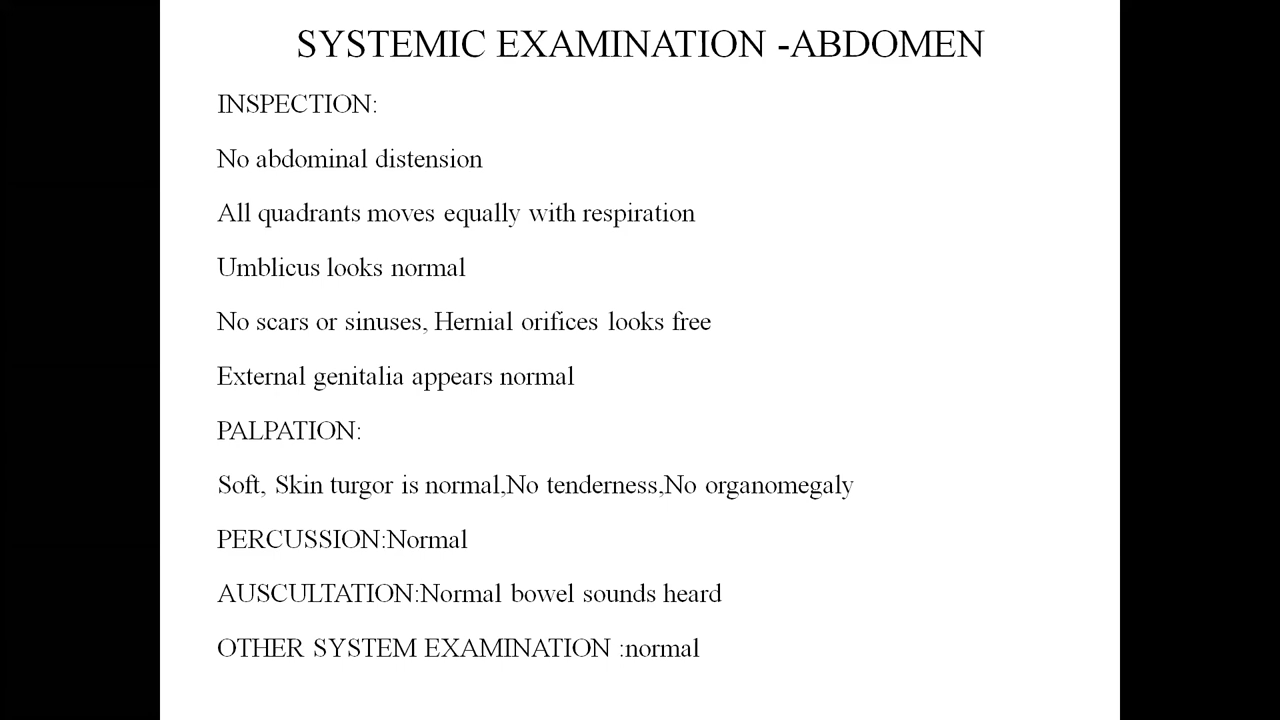 SYSTEMIC EXAMINATION -ABDOMEN
INSPECTION:
No abdominal distension
All quadrants moves equally with respiration
Umblicus looks normal
No scars or sinuses, Hernial orifices looks free
External genitalia appears normal
PALPATION:
Soft, Skin turgor is normal,No tenderness,No organomegaly
PERCUSSION:Normal
AUSCULTATION:Normal bowel sounds heard
OTHER SYSTEM EXAMINATION :normal